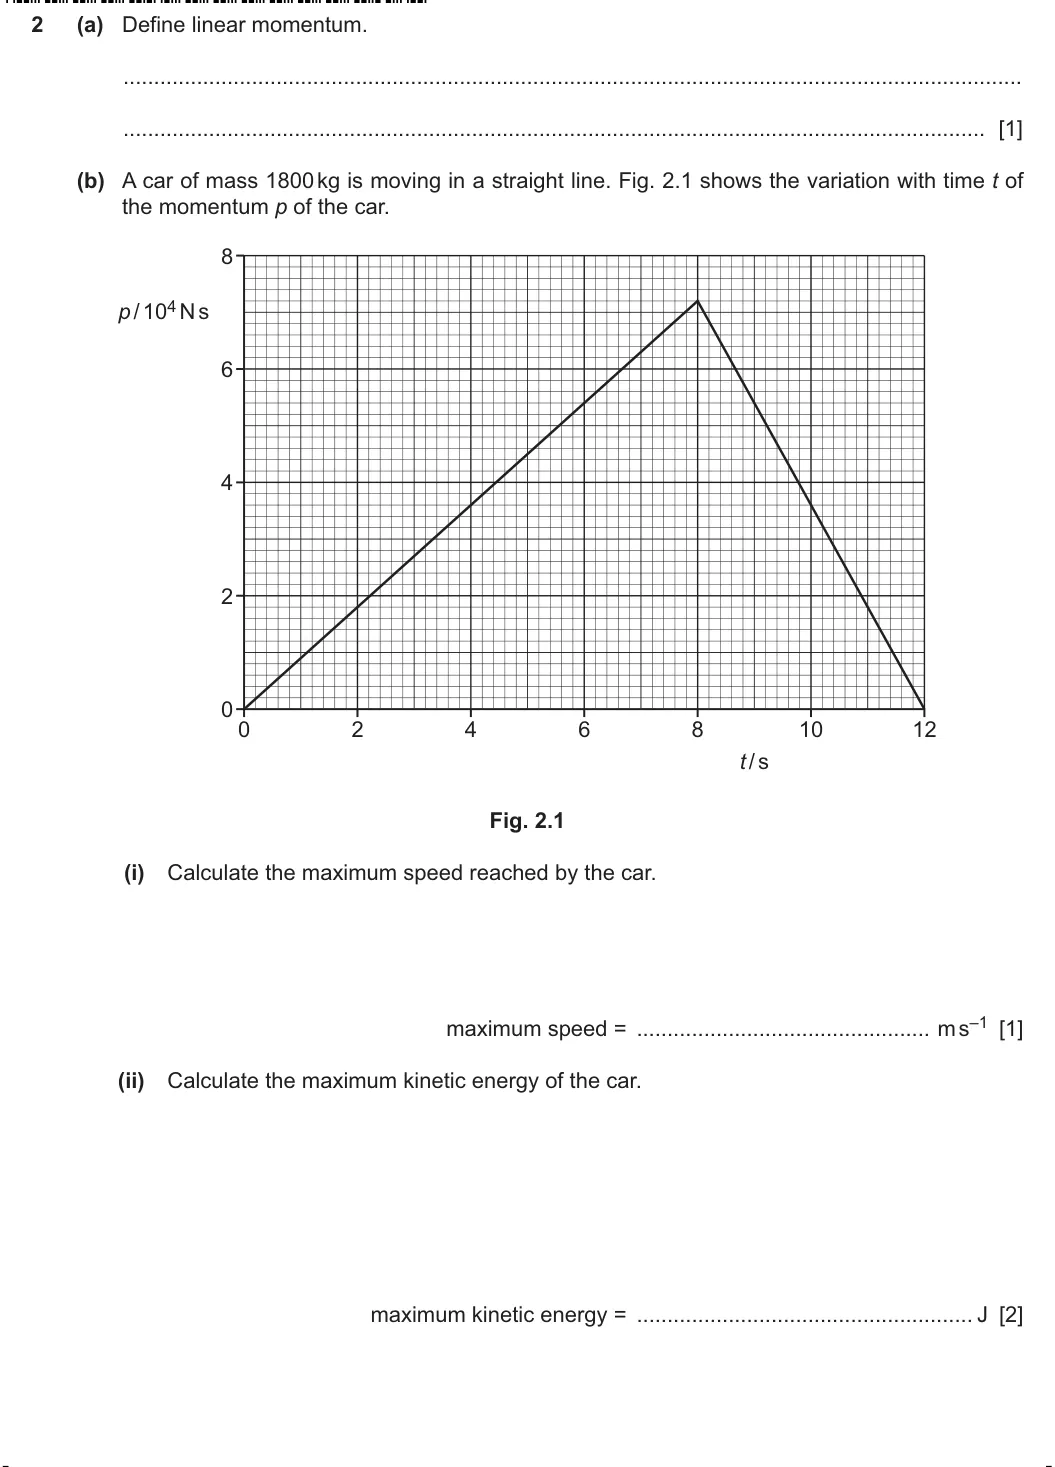 2 (a) Define linear momentum.
..........................................................................................................................................................
.................................................................................................................................................... [1]
(b) A car of mass 1800 kg is moving in a straight line. Fig. 2.1 shows the variation with time t of
the momentum p of the car.
8
p / 10⁴ N s
6
4
2
0
0 2 4 6 8 10 12
t / s
Fig. 2.1
(i) Calculate the maximum speed reached by the car.
maximum speed = ................................................ m s⁻¹ [1]
(ii) Calculate the maximum kinetic energy of the car.
maximum kinetic energy = ....................................................... J [2]